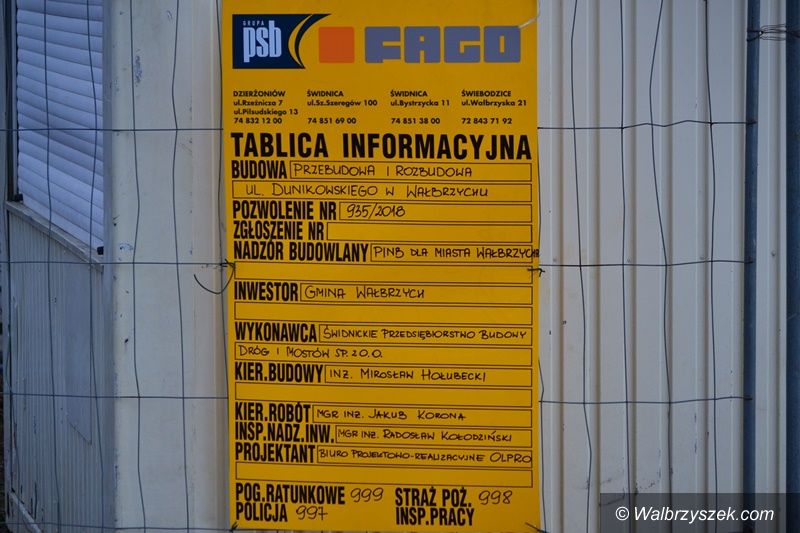 GRUPA
psb FAGO
DZIERŻONIÓW ŚWIDNICA ŚWIDNICA ŚWIEBODZICE
ul.Rzeźnicza 7 ul.Sz.Szeregów 100 ul.Bystrzycka 11 ul.Wałbrzyska 21
ul.Piłsudskiego 13
74 832 12 00 74 851 69 00 74 851 38 00 72 843 71 92
TABLICA INFORMACYJNA
BUDOWA PRZEBUDOWA I ROZBUDOWA
UL. DUNIKOWSKIEGO W WAŁBRZYCHU
POZWOLENIE NR 935/2018
ZGŁOSZENIE NR
NADZÓR BUDOWLANY PINB DLA MIASTA WAŁBRZYCHA
INWESTOR GMINA WAŁBRZYCH
WYKONAWCA ŚWIDNICKIE PRZEDSIĘBIORSTWO BUDOWY
DRÓG I MOSTÓW SP. Z O.O.
KIER.BUDOWY INŻ. MIROSŁAW HOŁUBECKI
KIER.ROBÓT MGR INŻ. JAKUB KORONA
INSP.NADZ.INW. MGR INŻ. RADOSŁAW KOŁODZIŃSKI
PROJEKTANT BIURO PROJEKTOWO-REALIZACYJNE OLPRO
POG.RATUNKOWE 999 STRAŻ POŻ. 998
POLICJA 997 INSP.PRACY
© Walbrzyszek.com